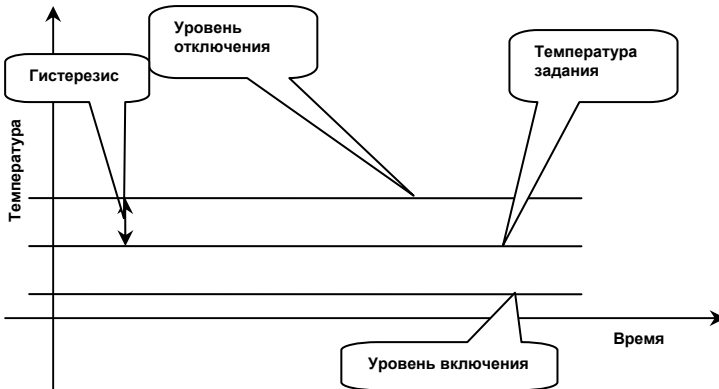 Уровень
отключения
Гистерезис
Температура
задания
Температура
Время
Уровень включения